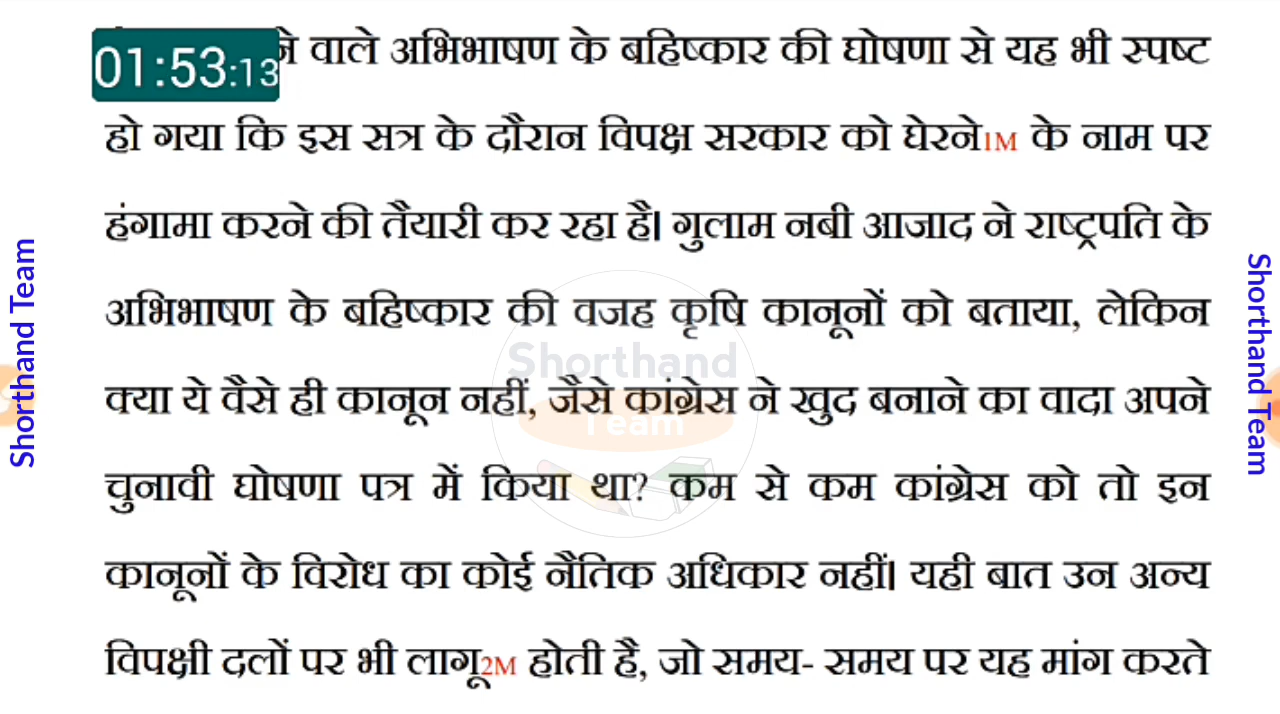 01:53:13
वाले अभिभाषण के बहिष्कार की घोषणा से यह भी स्पष्ट
हो गया कि इस सत्र के दौरान विपक्ष सरकार को घेरने1M के नाम पर
हंगामा करने की तैयारी कर रहा है। गुलाम नबी आजाद ने राष्ट्रपति के
अभिभाषण के बहिष्कार की वजह कृषि कानूनों को बताया, लेकिन
क्या ये वैसे ही कानून नहीं, जैसे कांग्रेस ने खुद बनाने का वादा अपने
चुनावी घोषणा पत्र में किया था? कम से कम कांग्रेस को तो इन
कानूनों के विरोध का कोई नैतिक अधिकार नहीं। यही बात उन अन्य
विपक्षी दलों पर भी लागू2M होती है, जो समय- समय पर यह मांग करते
Shorthand Team
Shorthand Team
Shorthand
Team